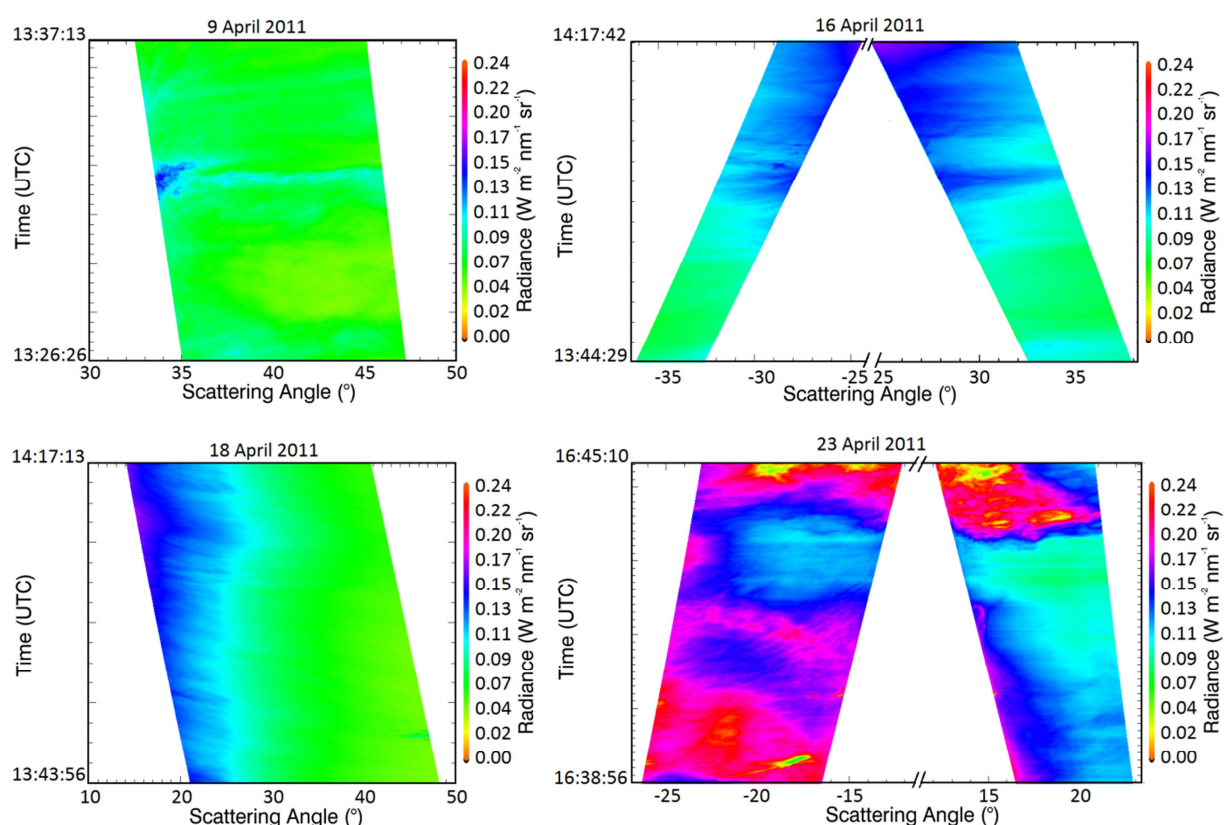 9 April 2011
13:37:13
Time (UTC)
13:26:26
30 35 40 45 50
Scattering Angle (°)
0.24
0.22
0.20
0.17
0.15
0.13
0.11
0.09
0.07
0.04
0.02
0.00
Radiance (W m⁻² nm⁻¹ sr⁻¹)
16 April 2011
14:17:42
Time (UTC)
13:44:29
-35 -30 -25 25 30 35
Scattering Angle (°)
0.24
0.22
0.20
0.17
0.15
0.13
0.11
0.09
0.07
0.04
0.02
0.00
Radiance (W m⁻² nm⁻¹ sr⁻¹)
18 April 2011
14:17:13
Time (UTC)
13:43:56
10 20 30 40 50
Scattering Angle (°)
0.24
0.22
0.20
0.17
0.15
0.13
0.11
0.09
0.07
0.04
0.02
0.00
Radiance (W m⁻² nm⁻¹ sr⁻¹)
23 April 2011
16:45:10
Time (UTC)
16:38:56
-25 -20 -15 15 20
Scattering Angle (°)
0.24
0.22
0.20
0.17
0.15
0.13
0.11
0.09
0.07
0.04
0.02
0.00
Radiance (W m⁻² nm⁻¹ sr⁻¹)